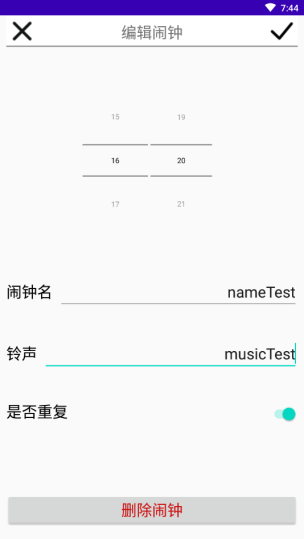 7:44
编辑闹钟
15 19
16 20
17 21
闹钟名 nameTest
铃声 musicTest
是否重复
删除闹钟